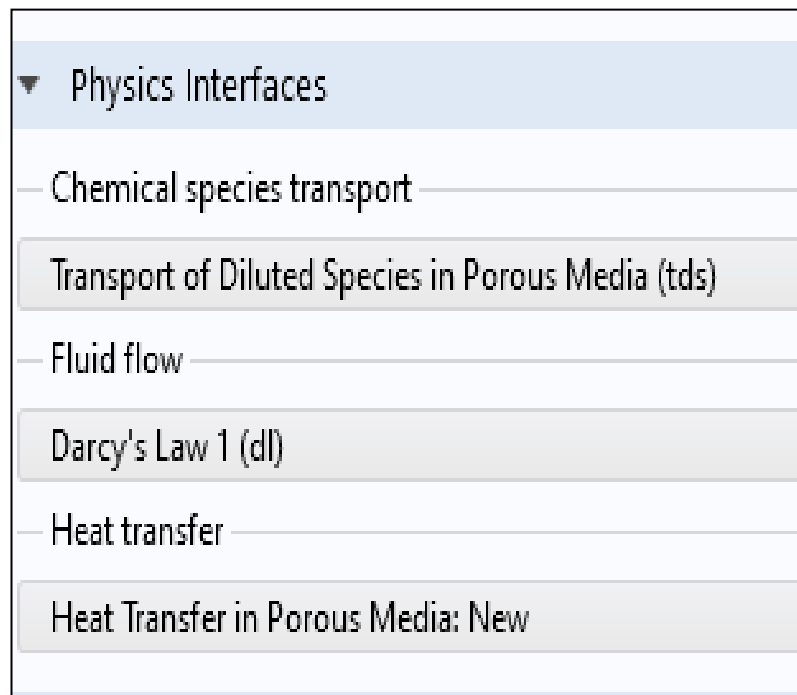 Physics Interfaces
Chemical species transport
Transport of Diluted Species in Porous Media (tds)
Fluid flow
Darcy's Law 1 (dl)
Heat transfer
Heat Transfer in Porous Media: New